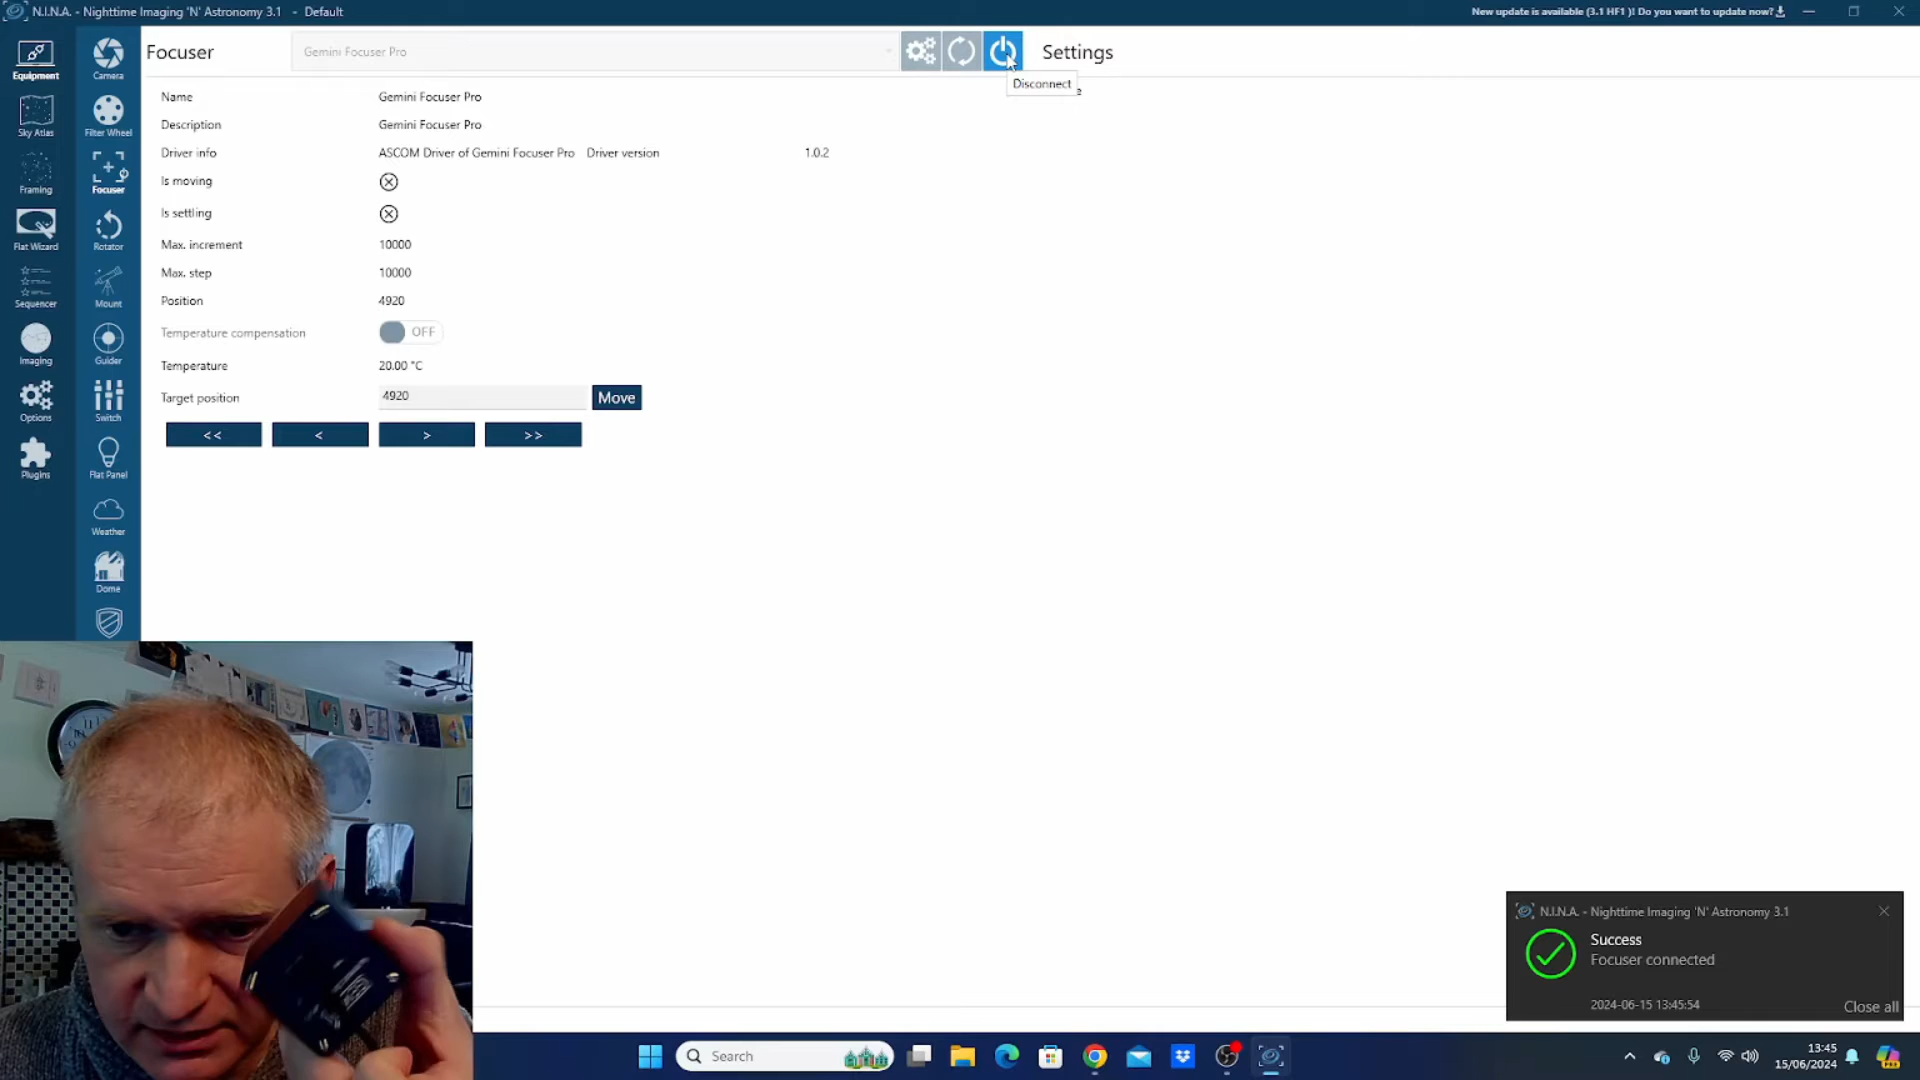 N.I.N.A. - Nighttime Imaging 'N' Astronomy 3.1 - Default
New update is available (3.1 HF1 )! Do you want to update now?
Equipment
Sky Atlas
Framing
Flat Wizard
Sequencer
Imaging
Options
Plugins
Camera
Filter Wheel
Focuser
Rotator
Mount
Guider
Switch
Flat Panel
Weather
Dome
Focuser
Gemini Focuser Pro
Settings
Disconnect
Name Gemini Focuser Pro
Description Gemini Focuser Pro
Driver info ASCOM Driver of Gemini Focuser Pro Driver version 1.0.2
Is moving
Is settling
Max. increment 10000
Max. step 10000
Position 4920
Temperature compensation OFF
Temperature 20.00 °C
Target position 4920 Move
<< < > >>
N.I.N.A. - Nighttime Imaging 'N' Astronomy 3.1
Success
Focuser connected
2024-06-15 13:45:54 Close all
Search
13:45
15/06/2024